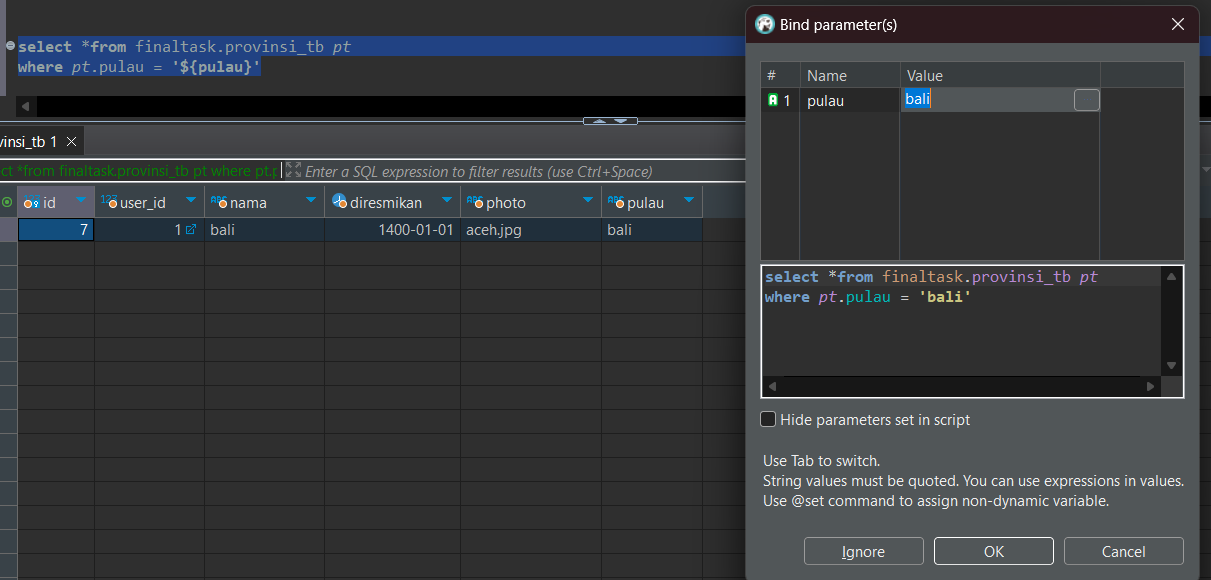 select *from finaltask.provinsi_tb pt
where pt.pulau = '${pulau}'
vinsi_tb 1
ct *from finaltask.provinsi_tb pt where pt.p
Enter a SQL expression to filter results (use Ctrl+Space)
id user_id nama diresmikan photo pulau
7 1 bali 1400-01-01 aceh.jpg bali
Bind parameter(s)
# Name Value
1 pulau bali
select *from finaltask.provinsi_tb pt
where pt.pulau = 'bali'
Hide parameters set in script
Use Tab to switch.
String values must be quoted. You can use expressions in values.
Use @set command to assign non-dynamic variable.
Ignore OK Cancel